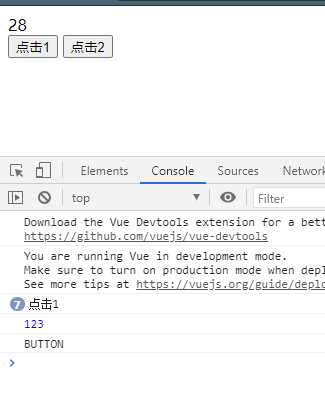 28
点击1 点击2
Elements Console Sources Network
top Filter
Download the Vue Devtools extension for a bett
https://github.com/vuejs/vue-devtools
You are running Vue in development mode.
Make sure to turn on production mode when depl
See more tips at https://vuejs.org/guide/deplo
7 点击1
123
BUTTON